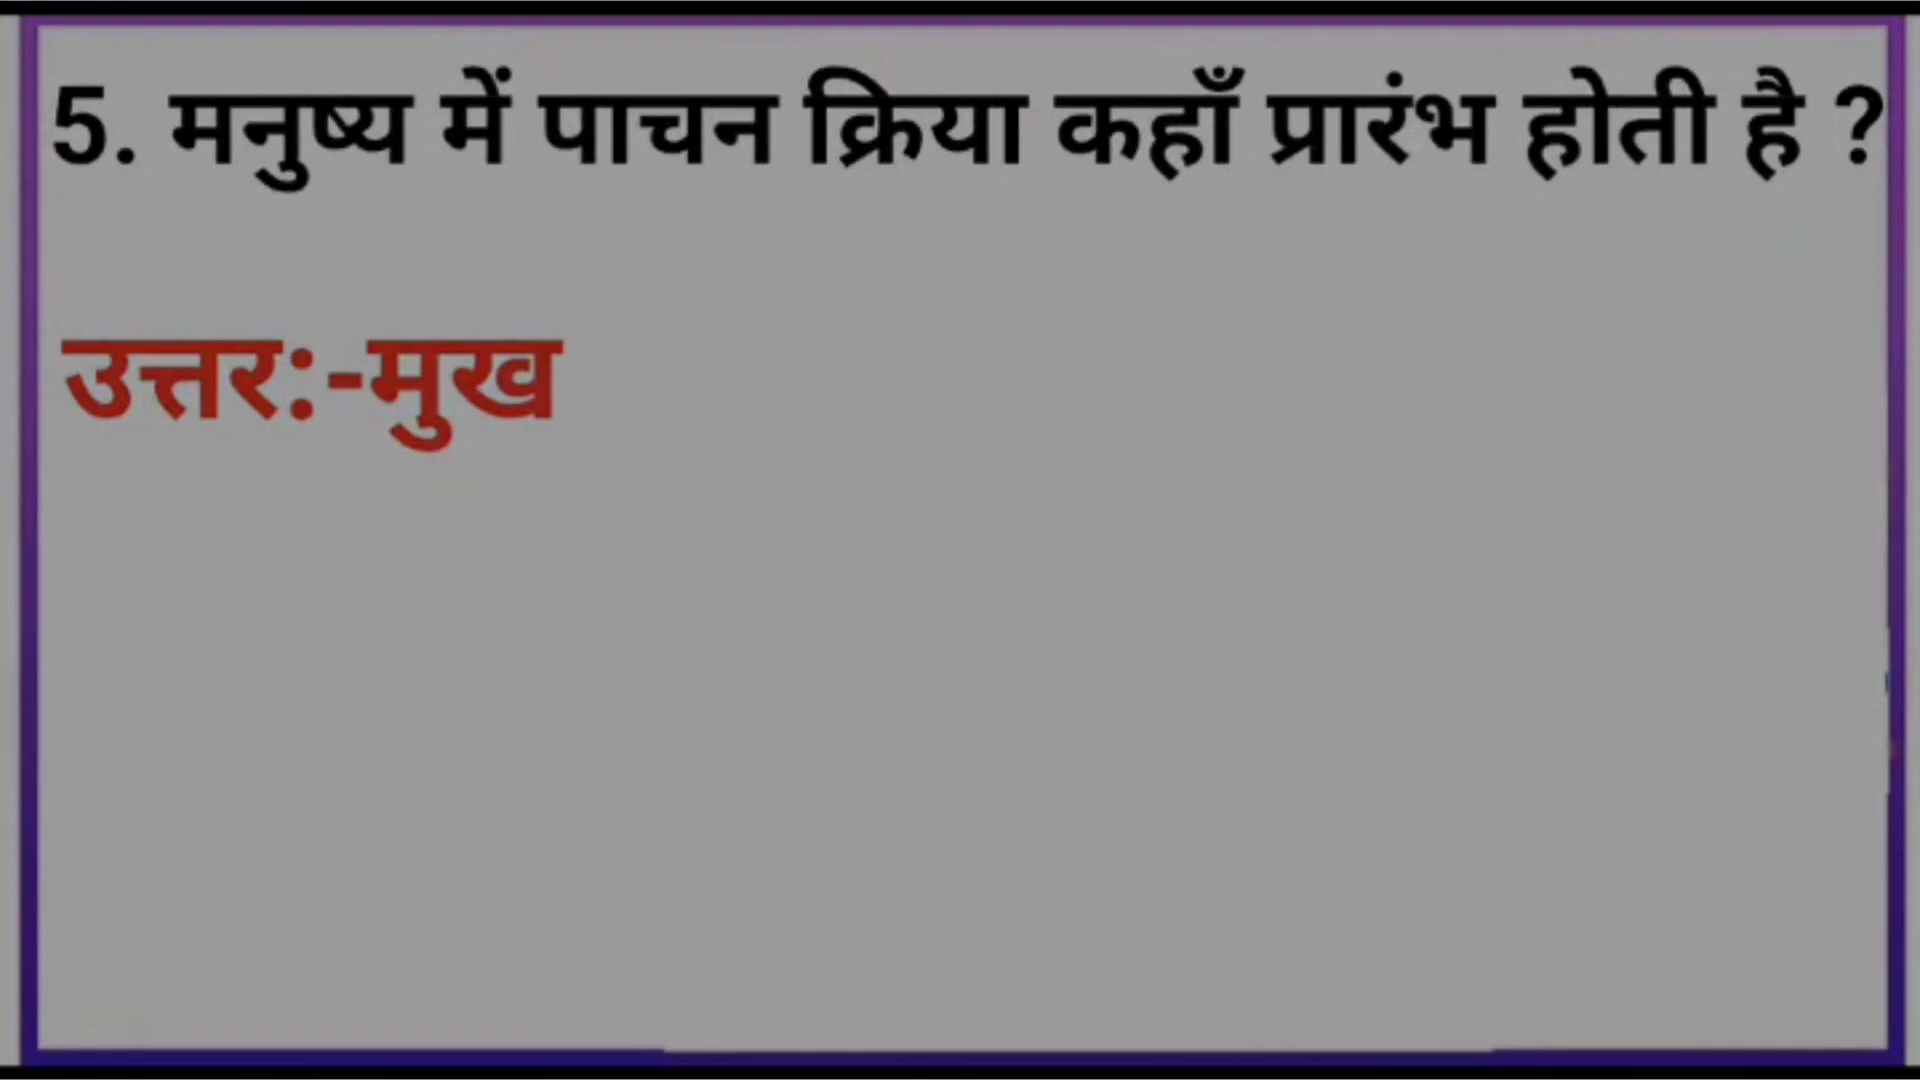 5. मनुष्य में पाचन क्रिया कहाँ प्रारंभ होती है ?
उत्तर:-मुख